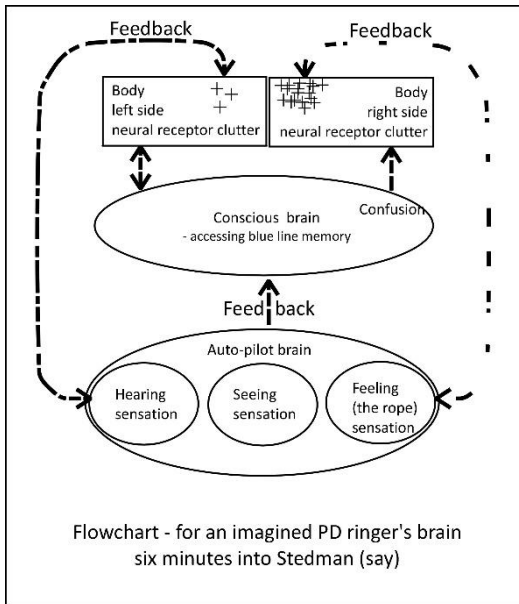 Feedback
Feedback
Body
left side
neural receptor clutter
Body
right side
neural receptor clutter
Conscious brain
- accessing blue line memory
Confusion
Feedback
Auto-pilot brain
Hearing
sensation
Seeing
sensation
Feeling
(the rope)
sensation
Flowchart - for an imagined PD ringer's brain
six minutes into Stedman (say)